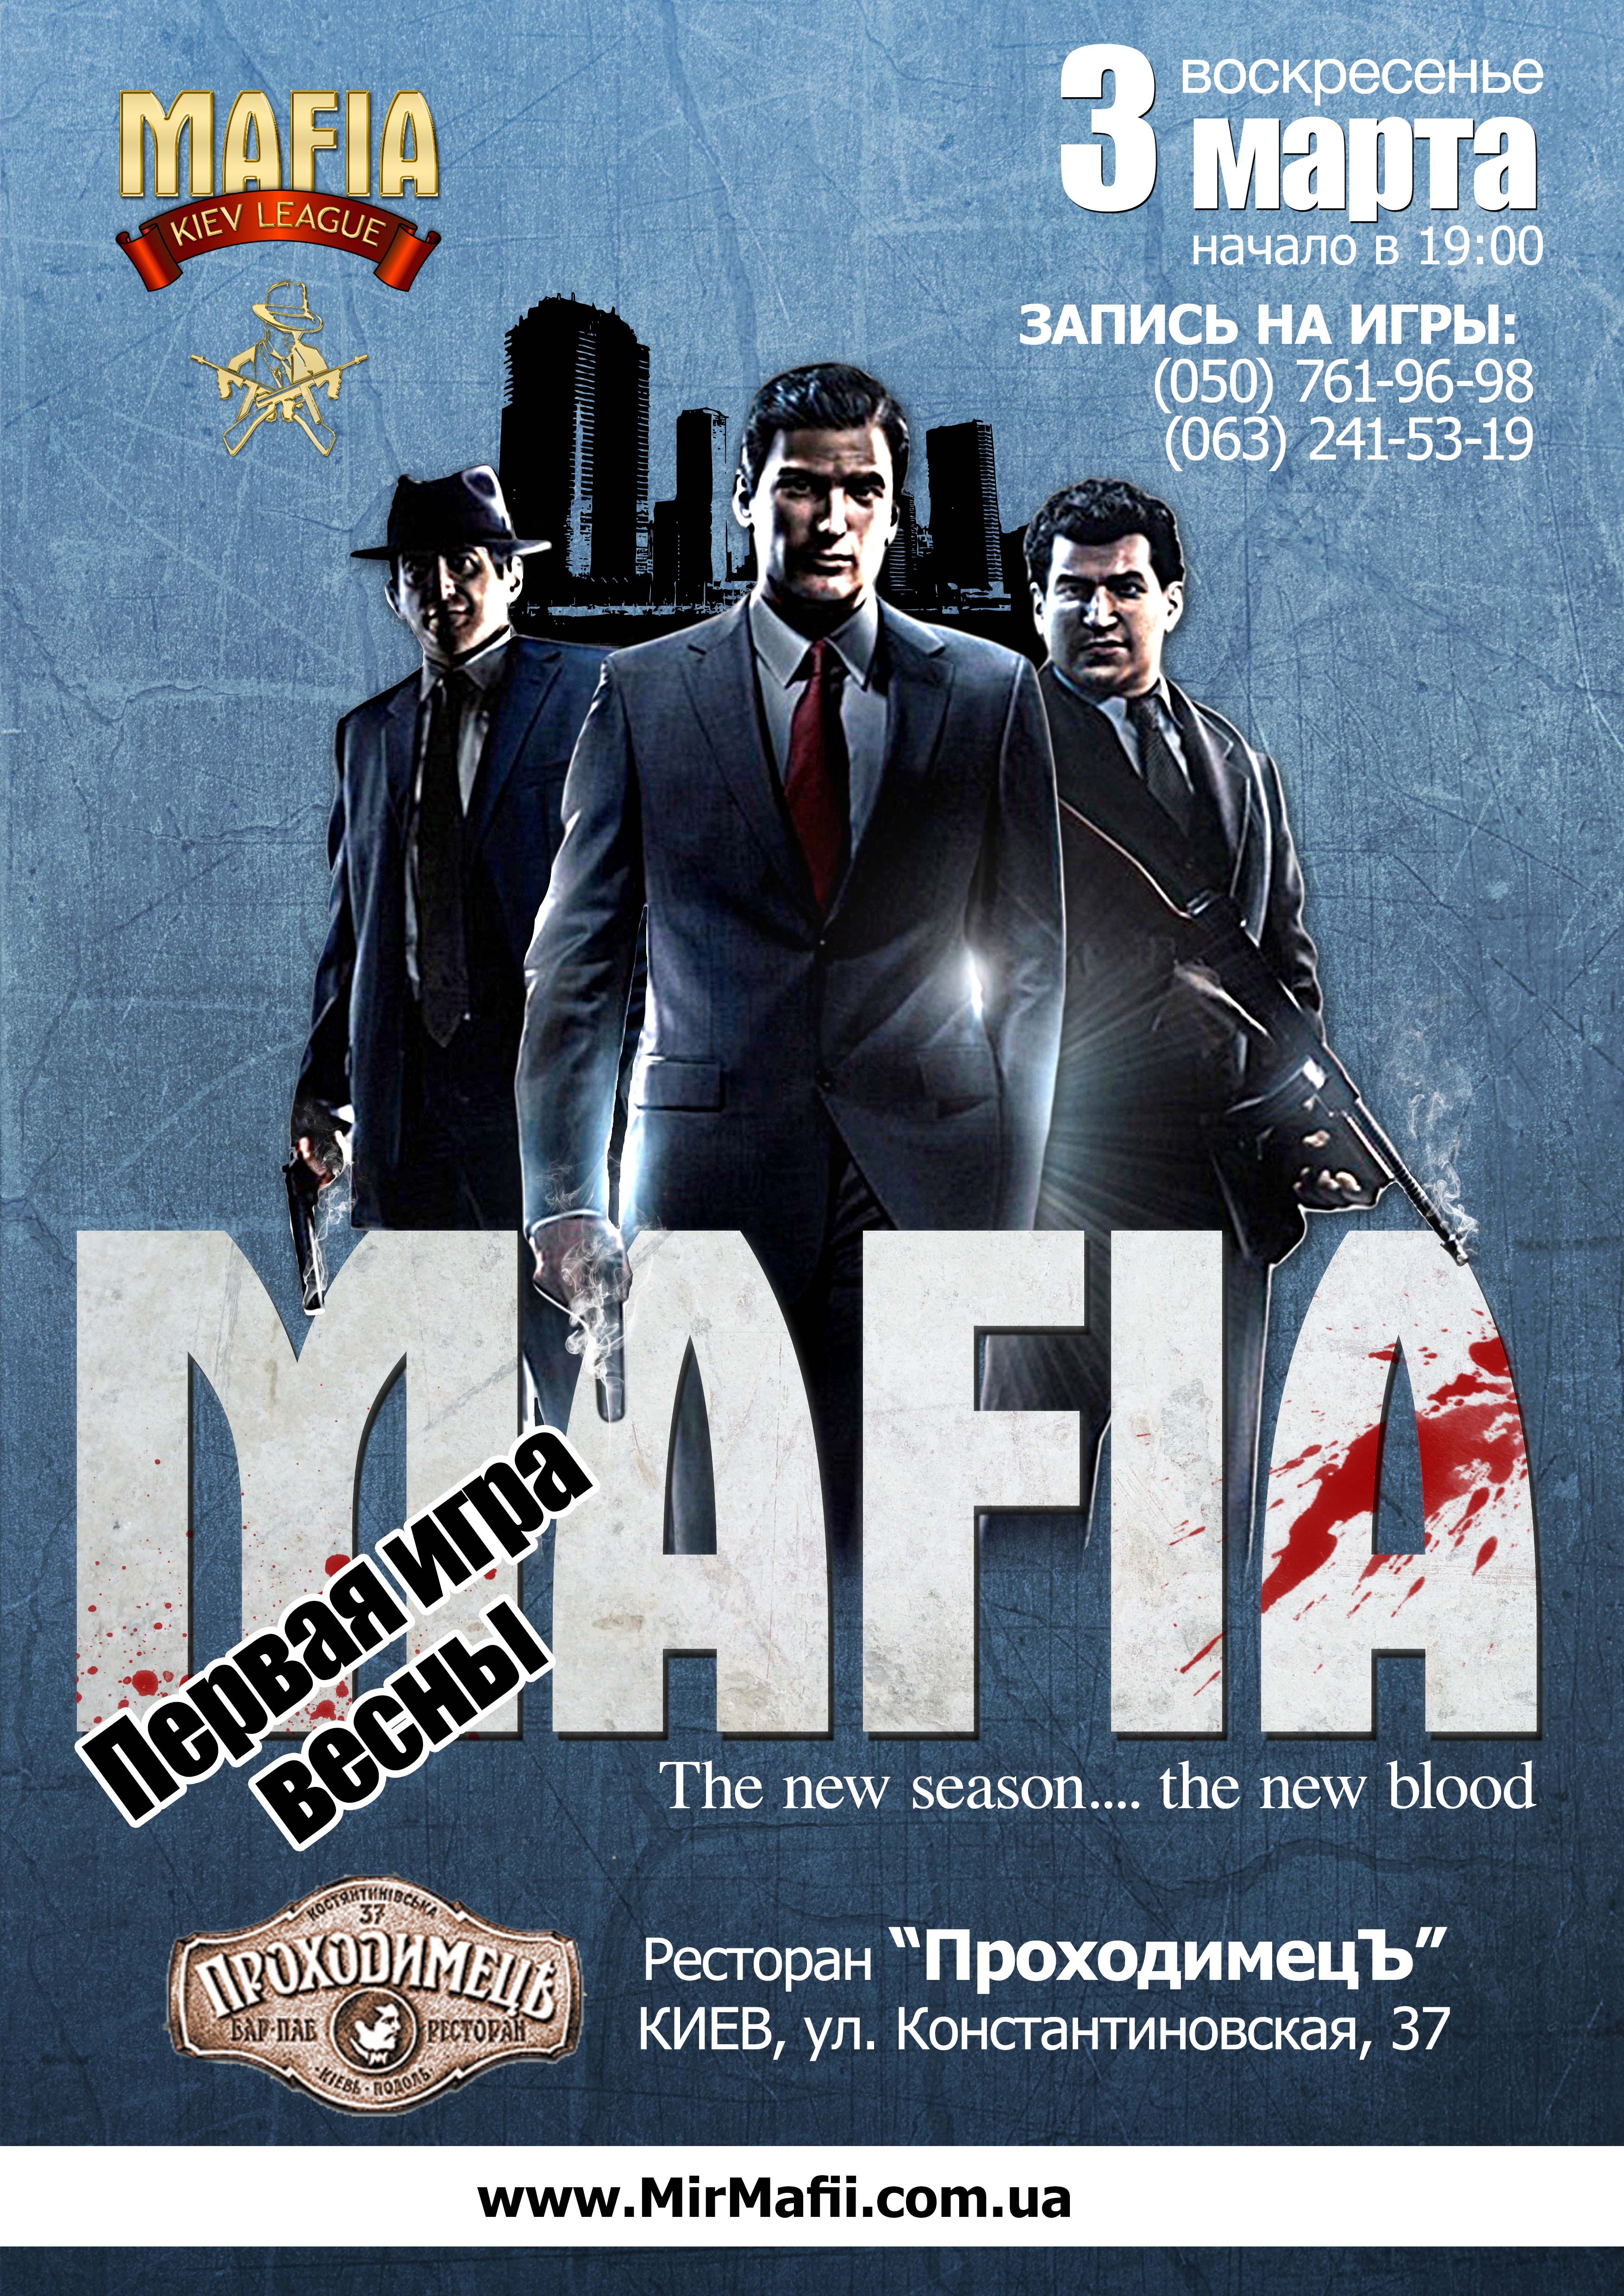 MAFIA
KIEV LEAGUE
3 воскресенье
марта
начало в 19:00
ЗАПИСЬ НА ИГРЫ:
(050) 761-96-98
(063) 241-53-19
MAFIA
Первая игра
весны
The new season.... the new blood
КОСТЯНТИНІВСЬКА
37
ПРОХОДИМЕЦЪ
БАР-ПАБ РЕСТОРАН
КІЕВЬ · ПОДОЛЬ
Ресторан “ПроходимецЪ”
КИЕВ, ул. Константиновская, 37
www.MirMafii.com.ua